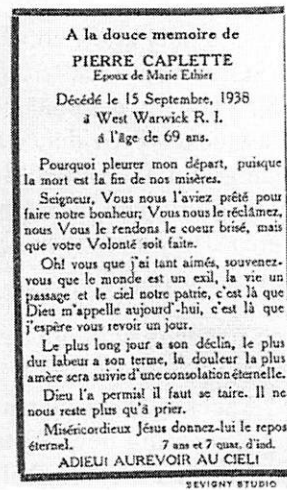 A la douce memoire de
PIERRE CAPLETTE
Epoux de Marie Ethier
Décédé le 15 Septembre, 1938
à West Warwick R. I.
á l'âge de 69 ans.
Pourquoi pleurer mon départ, puisque
la mort est la fin de nos misères.
Seigneur, Vous nous l'aviez prêté pour
faire notre bonheur; Vous nous le réclâmez,
nous Vous le rendons le coeur brisé, mais
que votre Volonté soit faite.
Oh! vous que j'ai tant aimés, souvenez-
vous que le monde est un exil, la vie un
passage et le ciel notre patrie, c'est là que
Dieu m'appelle aujourd'-hui, c'est là que
j'espère vous revoir un jour.
Le plus long jour a son déclin, le plus
dur labeur a son terme, la douleur la plus
amère sera suivie d'une consolation éternelle.
Dieu l'a permis! il faut se taire. Il ne
nous reste plus qu'à prier.
Miséricordieux Jésus donnez-lui le repos
éternel. 7 ans et 7 quat. d'ind.
ADIEU! AUREVOIR AU CIEL!
SEVIGNY STUDIO